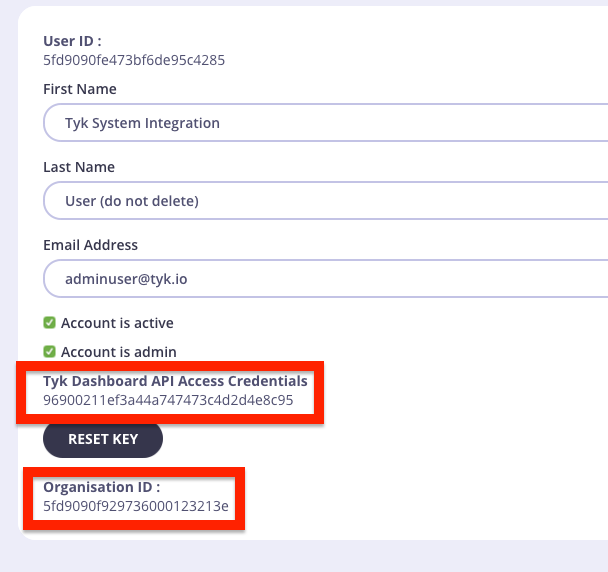 User ID :
5fd9090fe473bf6de95c4285
First Name
Tyk System Integration
Last Name
User (do not delete)
Email Address
adminuser@tyk.io
Account is active
Account is admin
Tyk Dashboard API Access Credentials
96900211ef3a44a747473c4d2d4e8c95
RESET KEY
Organisation ID :
5fd9090f929736000123213e